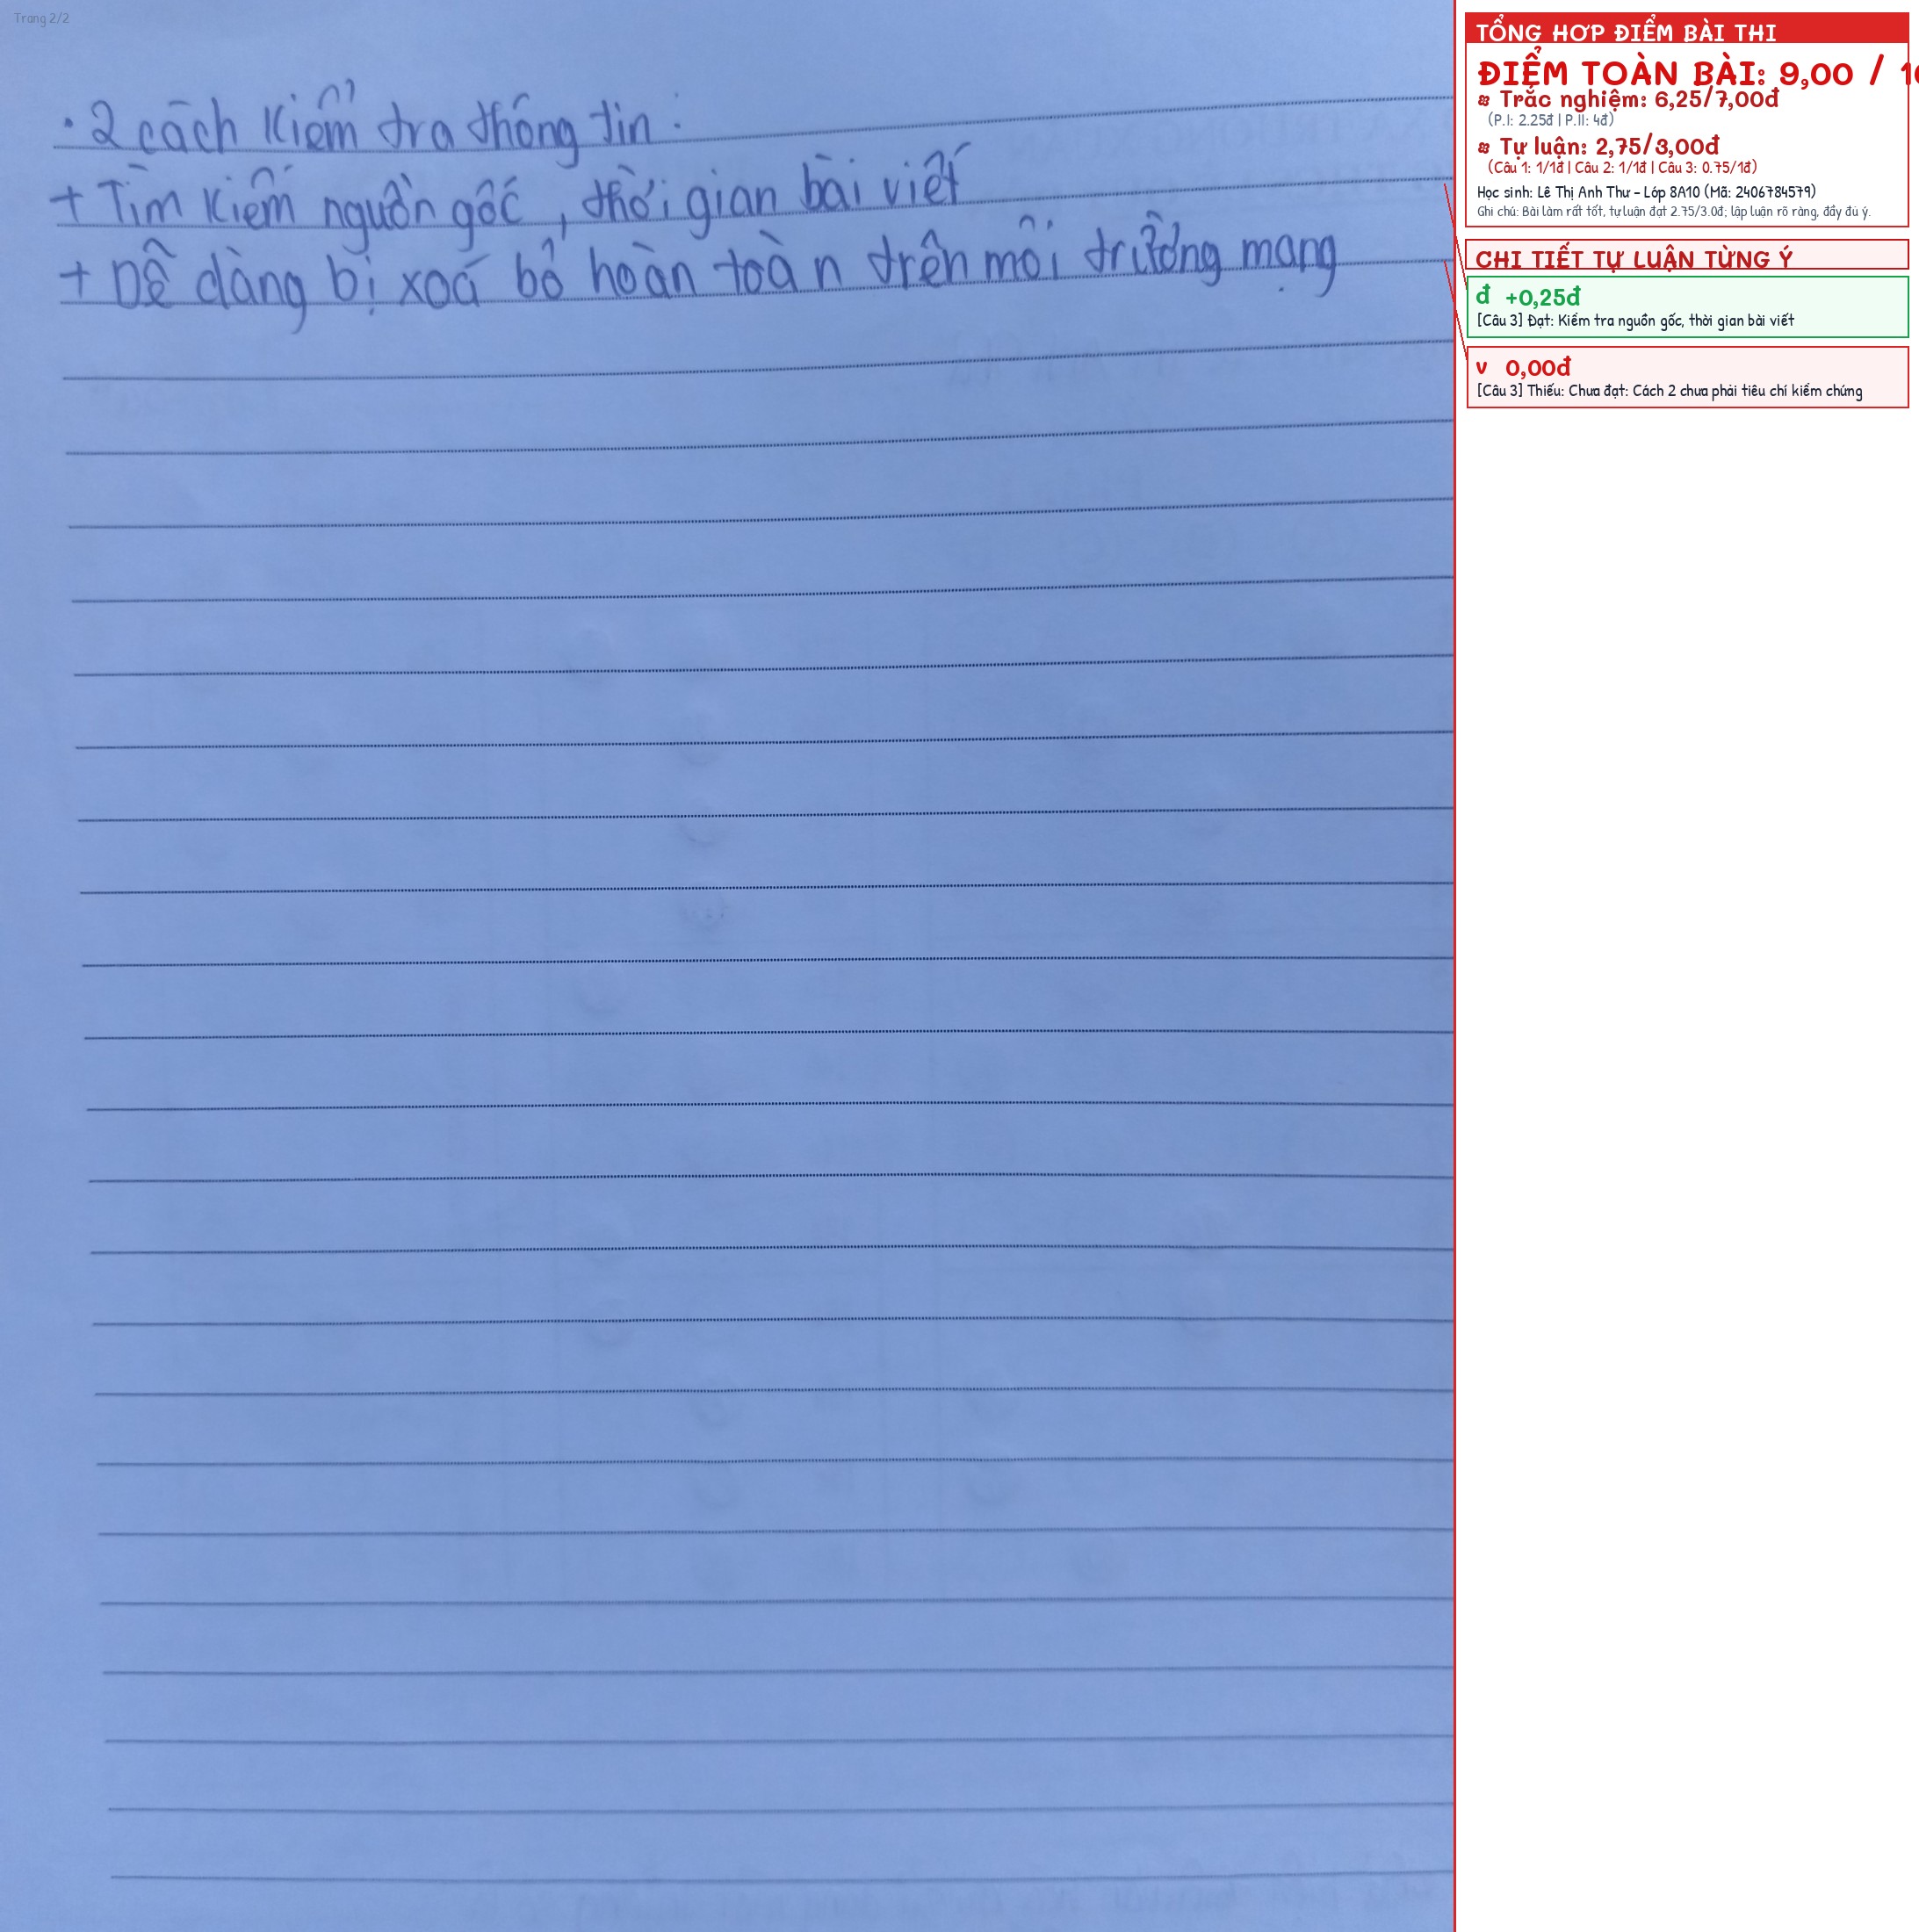 Trang 2/2
• 2 cách Kiểm tra thông tin :
+ Tìm Kiếm nguồn gốc, thời gian bài viết
+ Dễ dàng bị xoá bỏ hoàn toàn trên môi trường mạng
TỔNG HỢP ĐIỂM BÀI THI
ĐIỂM TOÀN BÀI: 9,00 / 10
Trắc nghiệm: 6,25/7,00đ
(P.I: 2.25đ | P.II: 4đ)
Tự luận: 2,75/3,00đ
(Câu 1: 1/1đ | Câu 2: 1/1đ | Câu 3: 0.75/1đ)
Học sinh: Lê Thị Anh Thư - Lớp 8A10 (Mã: 2406784579)
Ghi chú: Bài làm rất tốt, tự luận đạt 2.75/3.0đ; lập luận rõ ràng, đầy đủ ý.
CHI TIẾT TỰ LUẬN TỪNG Ý
đ +0,25đ
[Câu 3] Đạt: Kiểm tra nguồn gốc, thời gian bài viết
v 0,00đ
[Câu 3] Thiếu: Chưa đạt: Cách 2 chưa phải tiêu chí kiểm chứng